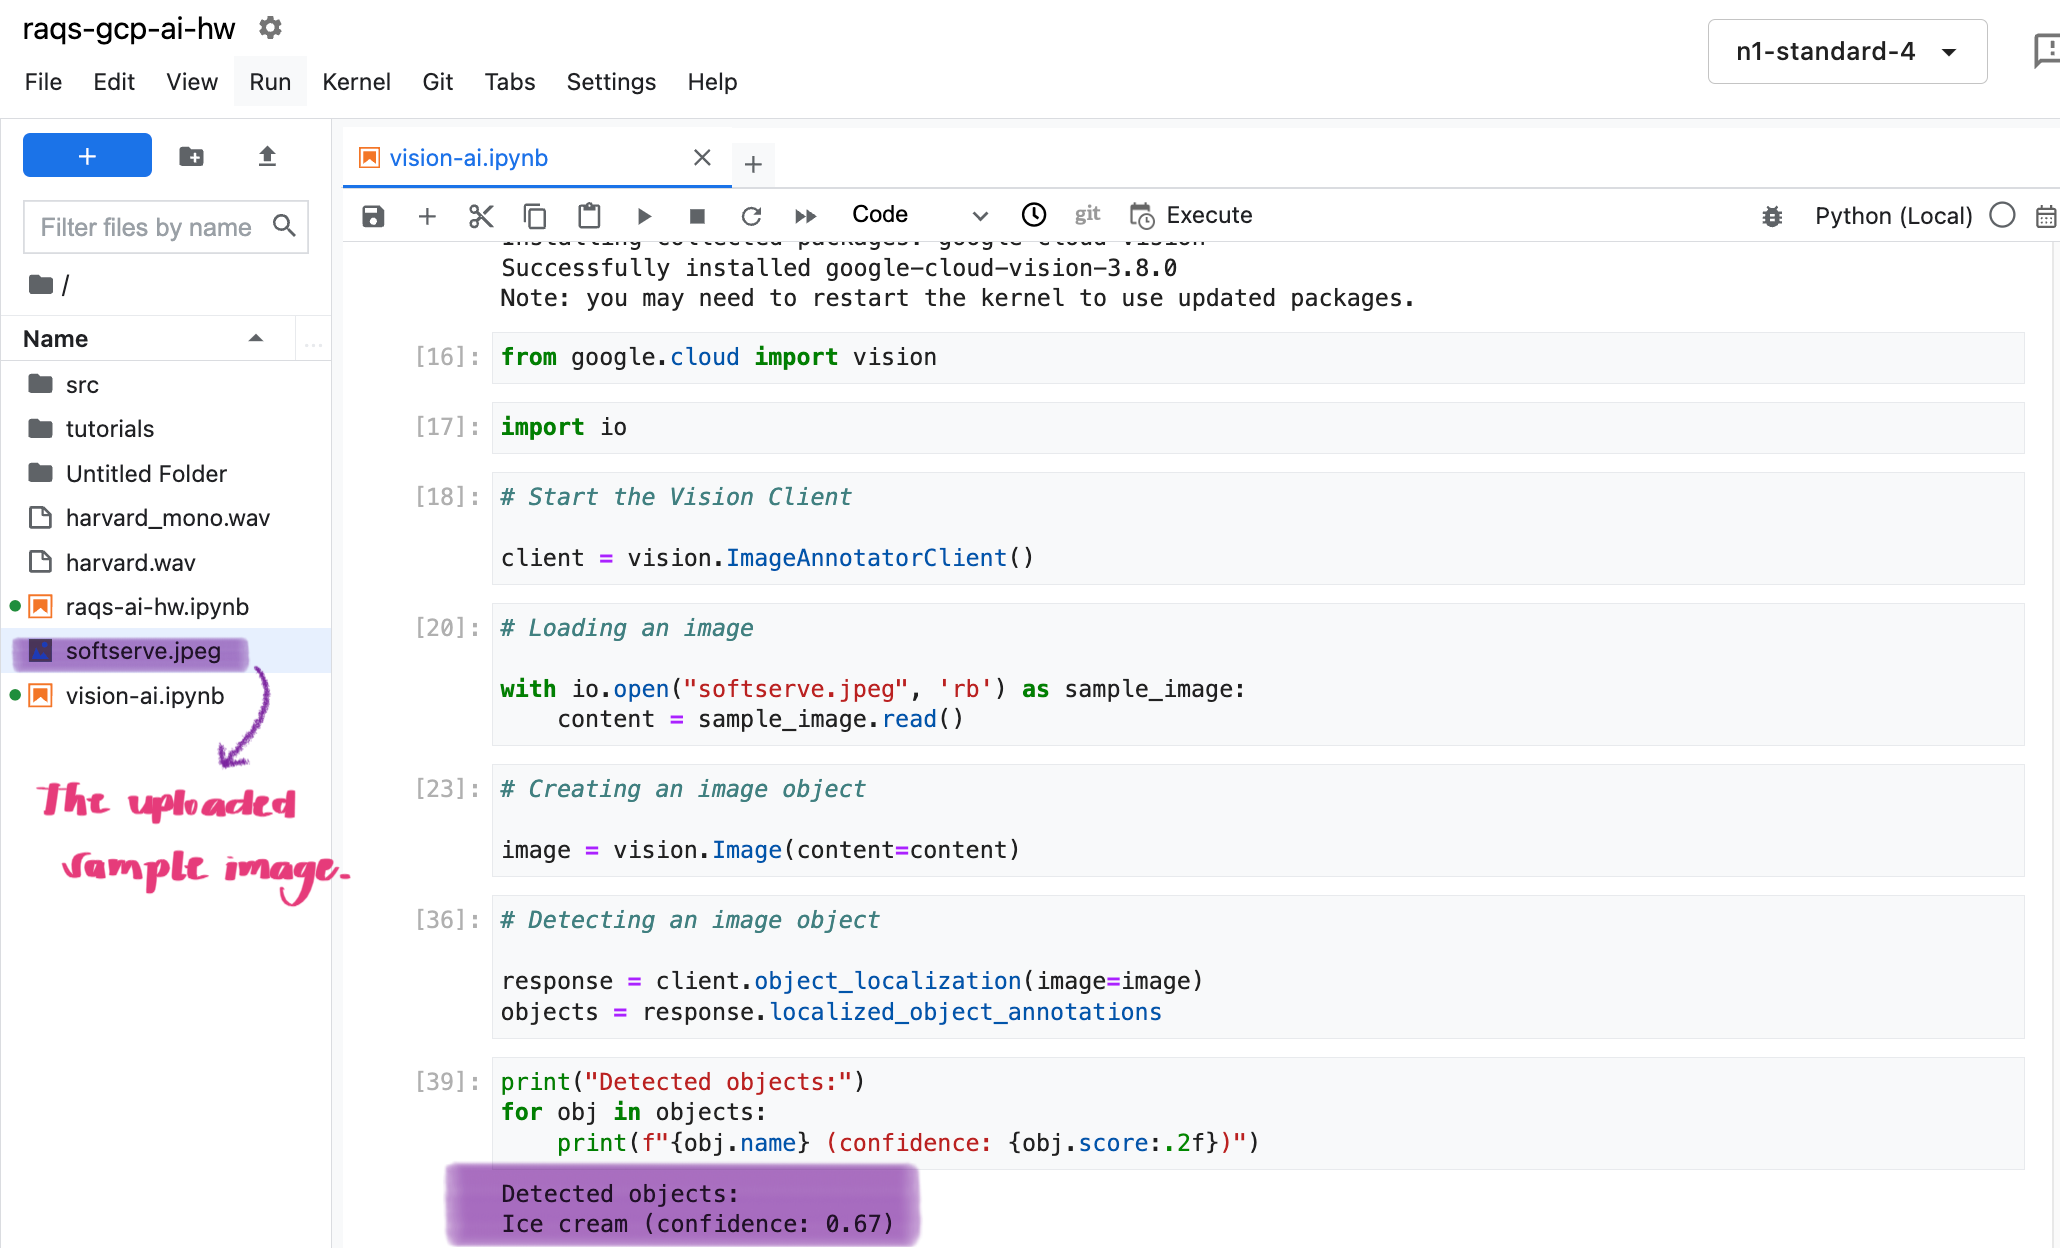 raqs-gcp-ai-hw
n1-standard-4
File Edit View Run Kernel Git Tabs Settings Help
+
vision-ai.ipynb
Filter files by name
Code
git
Execute
Python (Local)
/
Name
...
src
tutorials
Untitled Folder
harvard_mono.wav
harvard.wav
raqs-ai-hw.ipynb
softserve.jpeg
vision-ai.ipynb
The uploaded
sample image.
Installing collected packages: google-cloud-vision
Successfully installed google-cloud-vision-3.8.0
Note: you may need to restart the kernel to use updated packages.
[16]: from google.cloud import vision
[17]: import io
[18]: # Start the Vision Client
client = vision.ImageAnnotatorClient()
[20]: # Loading an image
with io.open("softserve.jpeg", 'rb') as sample_image:
    content = sample_image.read()
[23]: # Creating an image object
image = vision.Image(content=content)
[36]: # Detecting an image object
response = client.object_localization(image=image)
objects = response.localized_object_annotations
[39]: print("Detected objects:")
for obj in objects:
    print(f"{obj.name} (confidence: {obj.score:.2f})")
Detected objects:
Ice cream (confidence: 0.67)